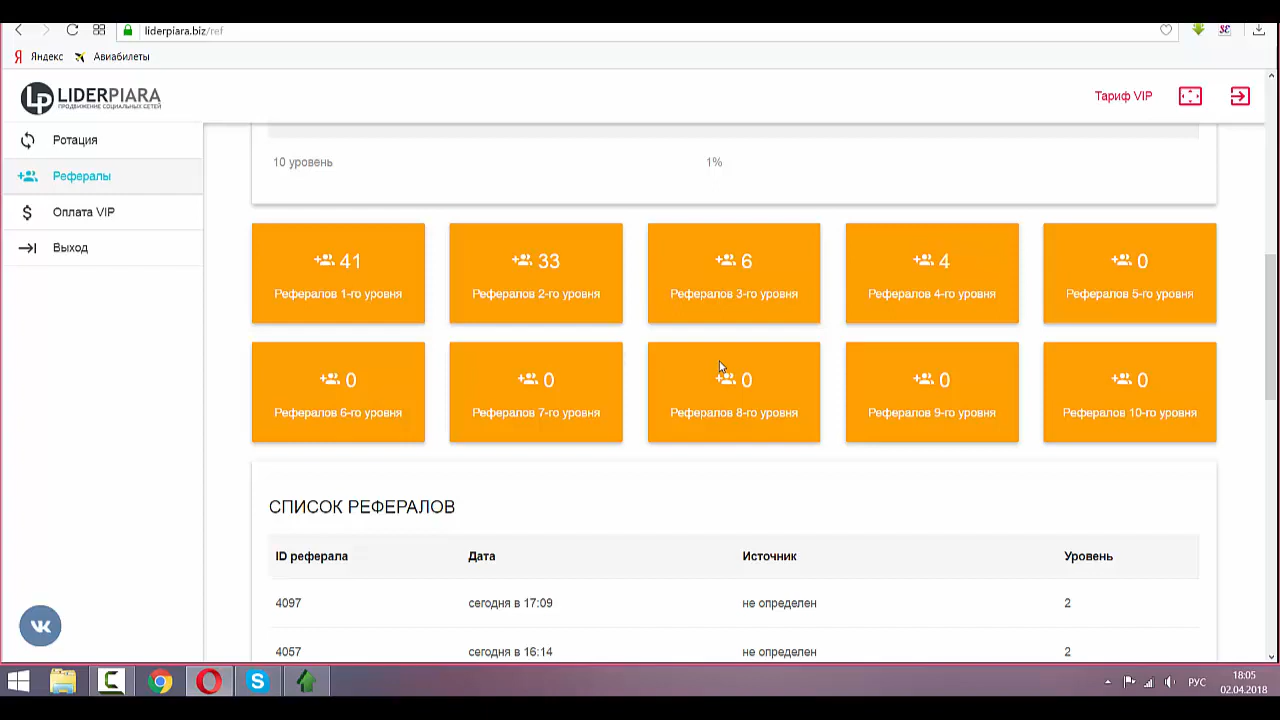 liderpiara.biz/ref
Яндекс Авиабилеты
LP LIDERPIARA
ПРОДВИЖЕНИЕ СОЦИАЛЬНЫХ СЕТЕЙ
Тариф VIP
Ротация
Рефералы
Оплата VIP
Выход
10 уровень 1%
41
Рефералов 1-го уровня
33
Рефералов 2-го уровня
6
Рефералов 3-го уровня
4
Рефералов 4-го уровня
0
Рефералов 5-го уровня
0
Рефералов 6-го уровня
0
Рефералов 7-го уровня
0
Рефералов 8-го уровня
0
Рефералов 9-го уровня
0
Рефералов 10-го уровня
СПИСОК РЕФЕРАЛОВ
ID реферала Дата Источник Уровень
4097 сегодня в 17:09 не определен 2
4057 сегодня в 16:14 не определен 2
РУС
18:05
02.04.2018